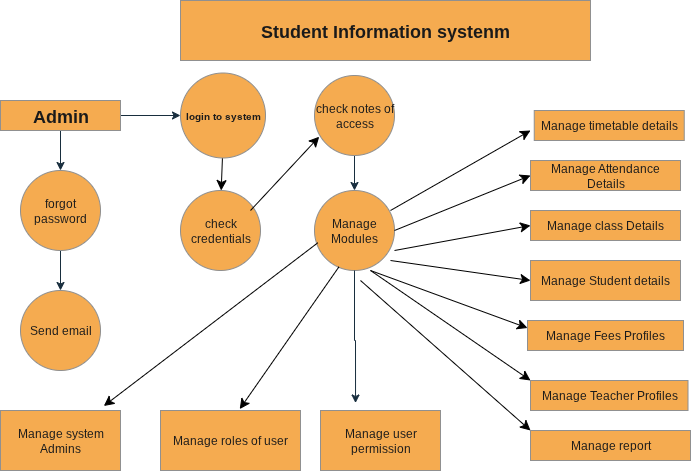 Student Information systenm
Admin
login to system
check notes of
access
Manage timetable details
Manage Attendance
Details
forgot
password
check
credentials
Manage
Modules
Manage class Details
Manage Student details
Send email
Manage Fees Profiles
Manage Teacher Profiles
Manage system
Admins
Manage roles of user
Manage user
permission
Manage report